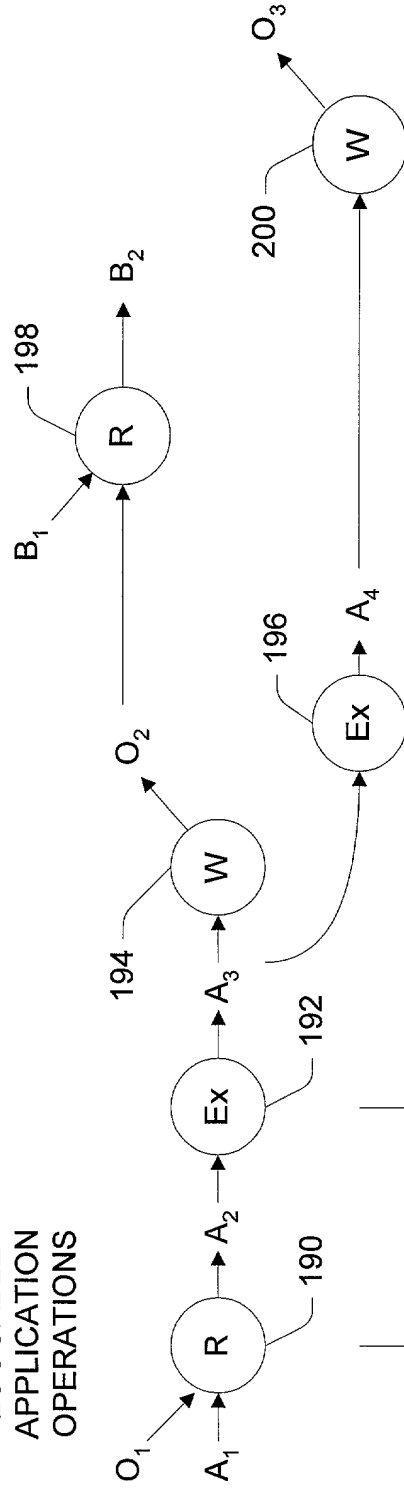 APPLICATION
OPERATIONS
O₁
A₁
R
190
A₂
Ex
192
A₃
194
W
O₂
B₁
R
198
B₂
Ex
196
A₄
200
W
O₃